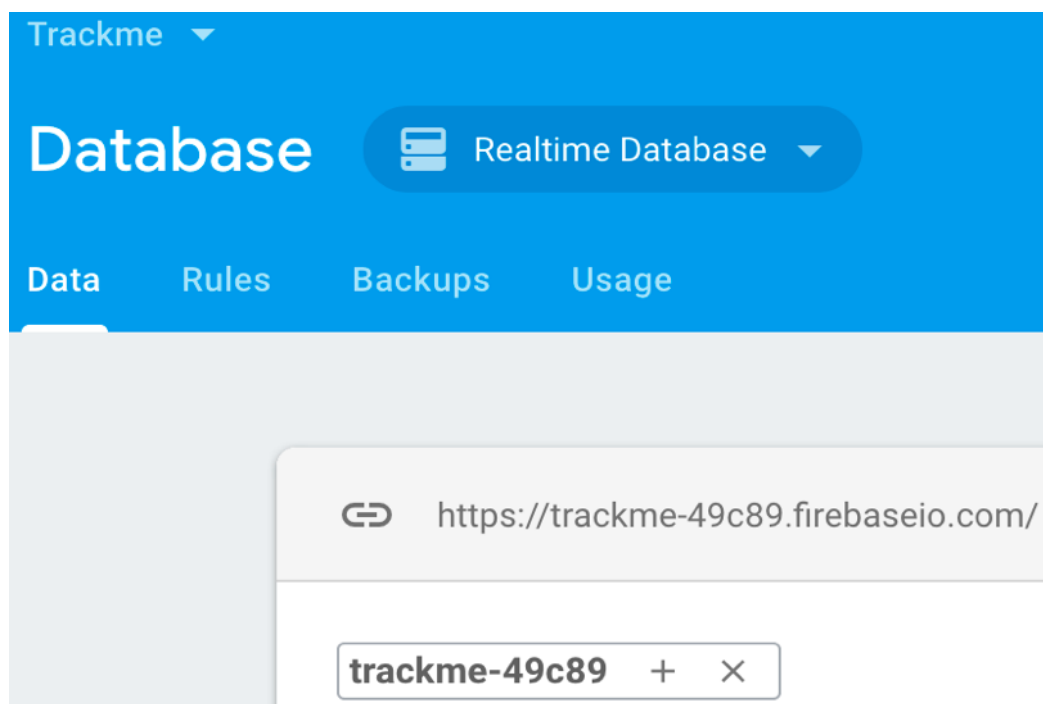 Trackme
Database Realtime Database
Data Rules Backups Usage
https://trackme-49c89.firebaseio.com/
trackme-49c89 + ×